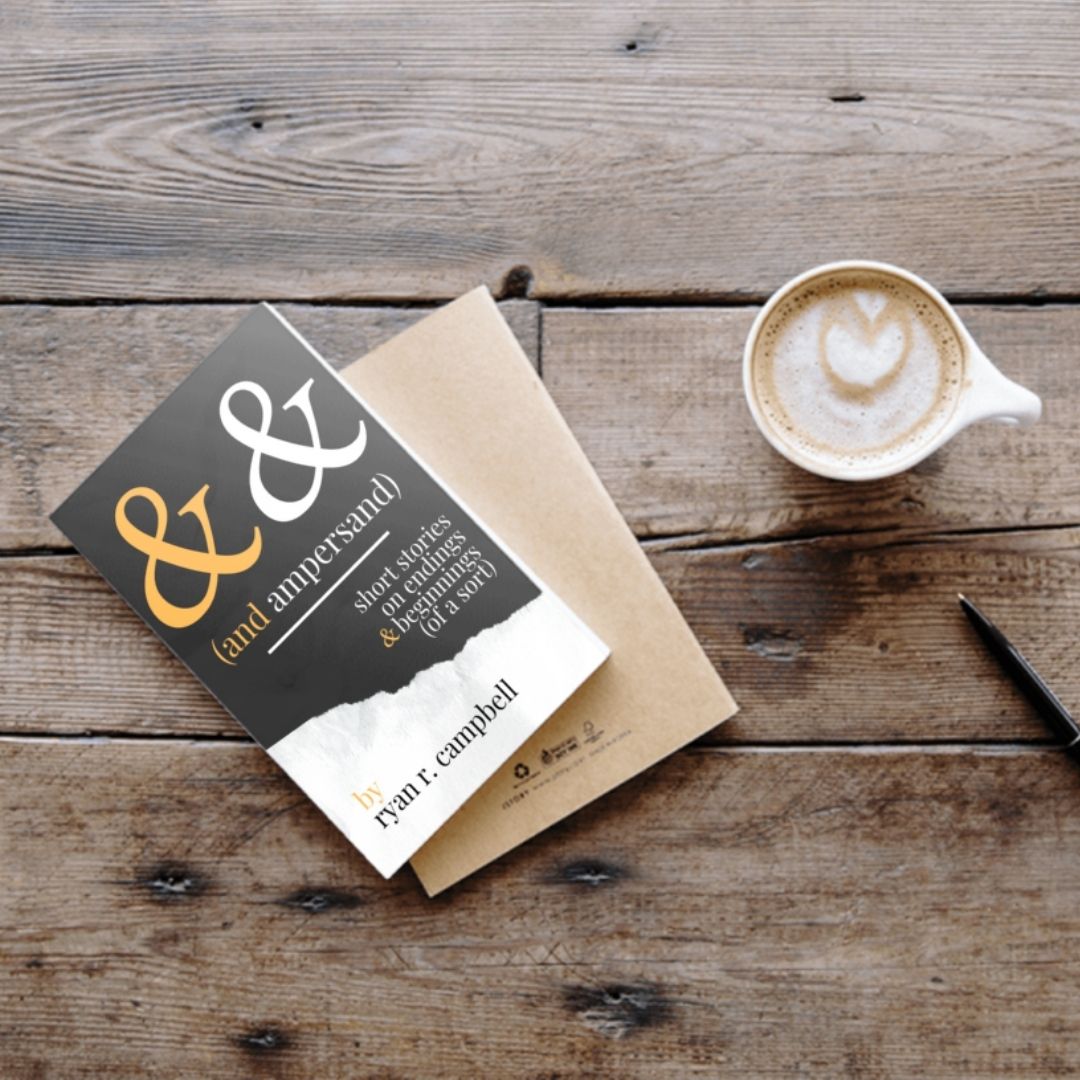 & &
(and ampersand)
short stories
on endings
& beginnings
(of a sort)
by
ryan r. campbell